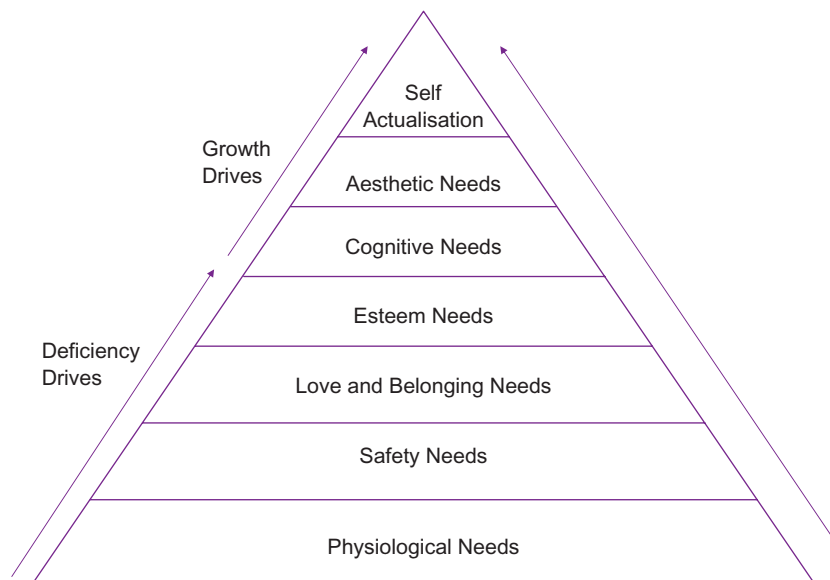 Self
Actualisation
Growth
Drives
Aesthetic Needs
Cognitive Needs
Esteem Needs
Deficiency
Drives
Love and Belonging Needs
Safety Needs
Physiological Needs